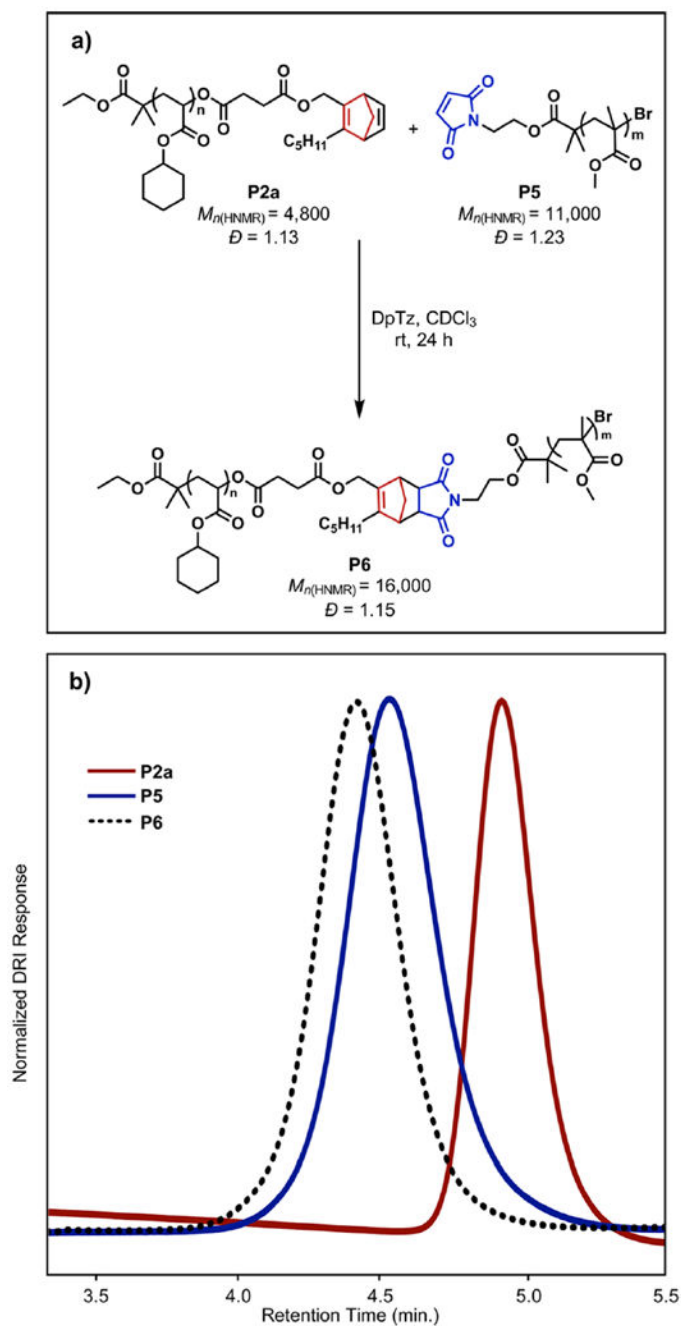 a)
O
O
n
O
O
O
O
O
O
C5H11
+
O
N
O
O
O
Br
m
O
O
P2a
Mn(HNMR) = 4,800
Đ = 1.13
P5
Mn(HNMR) = 11,000
Đ = 1.23
DpTz, CDCl3
rt, 24 h
O
O
n
O
O
O
O
O
O
C5H11
O
N
O
O
O
Br
m
O
O
P6
Mn(HNMR) = 16,000
Đ = 1.15
b)
P2a
P5
P6
Normalized DRI Response
3.5 4.0 4.5 5.0 5.5
Retention Time (min.)